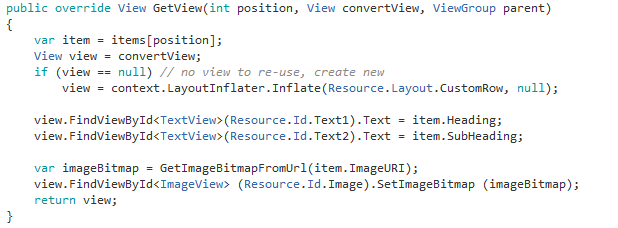 public override View GetView(int position, View convertView, ViewGroup parent)
{
    var item = items[position];
    View view = convertView;
    if (view == null) // no view to re-use, create new
        view = context.LayoutInflater.Inflate(Resource.Layout.CustomRow, null);

    view.FindViewById<TextView>(Resource.Id.Text1).Text = item.Heading;
    view.FindViewById<TextView>(Resource.Id.Text2).Text = item.SubHeading;

    var imageBitmap = GetImageBitmapFromUrl(item.ImageURI);
    view.FindViewById<ImageView> (Resource.Id.Image).SetImageBitmap (imageBitmap);
    return view;
}